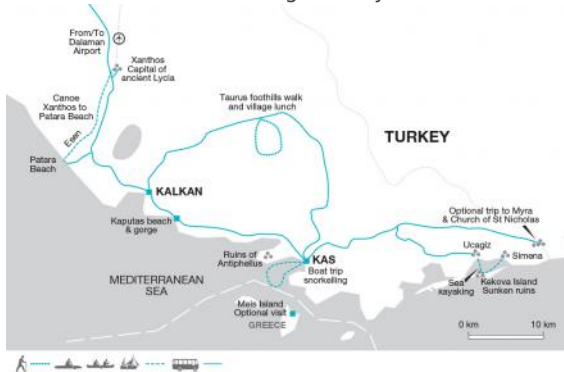 From/To
Dalaman
Airport
Xanthos
Capital of
ancient Lycia
Canoe
Xanthos to
Patara Beach
Esen
Patara
Beach
Taurus foothills walk
and village lunch
TURKEY
KALKAN
Kaputas beach
& gorge
Optional trip to Myra
& Church of St Nicholas
Ruins of
Antiphellus
KAS
Boat trip
snorkelling
Ucagiz
Simena
MEDITERRANEAN
SEA
Sea
kayaking
Kekova Island
Sunken ruins
Meis Island
Optional visit
GREECE
0 km
10 km